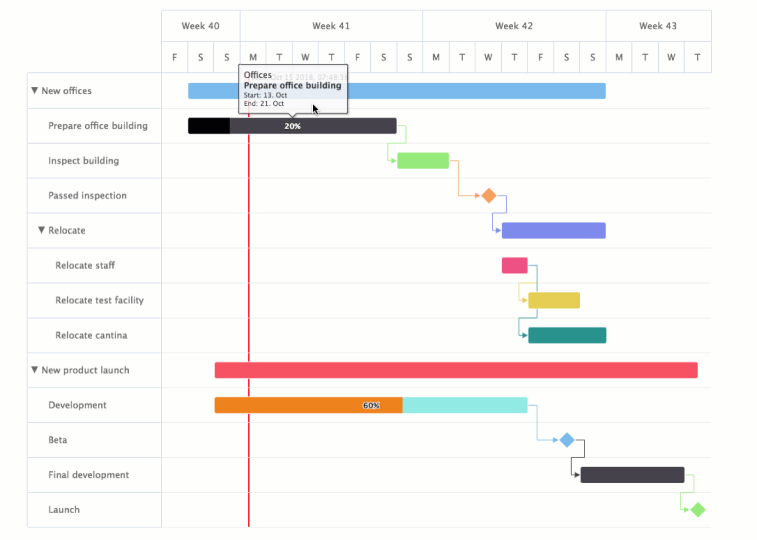 Week 40 Week 41 Week 42 Week 43
F S S M T W T F S S M T W T F S S M T W T
Offices
Prepare office building
Start: 13. Oct
End: 21. Oct
▼ New offices
Prepare office building 20%
Inspect building
Passed inspection
▼ Relocate
Relocate staff
Relocate test facility
Relocate cantina
▼ New product launch
Development 60%
Beta
Final development
Launch